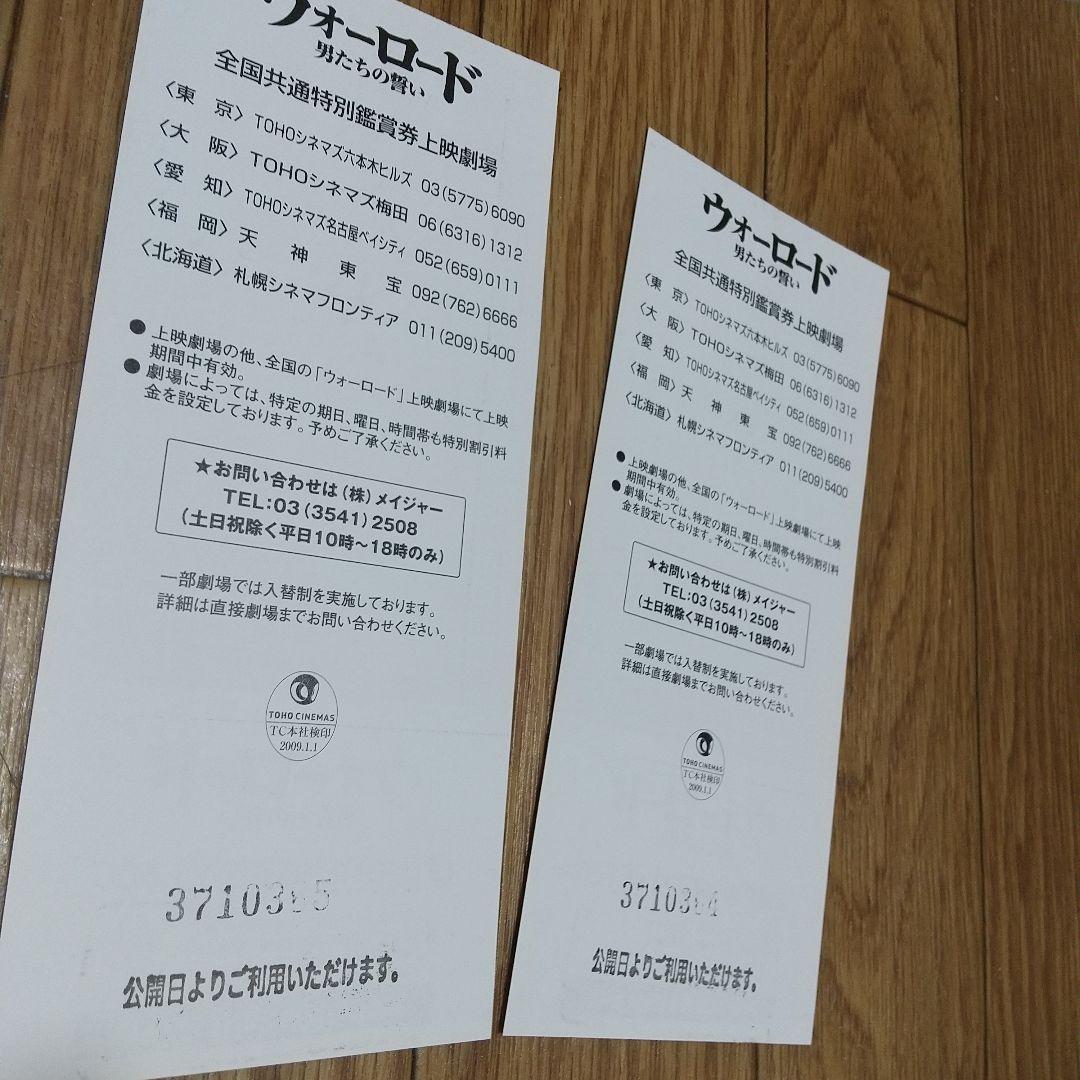 ウォーロード
男たちの誓い
全国共通特別鑑賞券上映劇場
〈東 京〉TOHOシネマズ六本木ヒルズ 03(5775)6090
〈大 阪〉TOHOシネマズ梅田 06(6316)1312
〈愛 知〉TOHOシネマズ名古屋ベイシティ 052(659)0111
〈福 岡〉天神東宝 092(762)6666
〈北海道〉札幌シネマフロンティア 011(209)5400
●上映劇場の他、全国の「ウォーロード」上映劇場にて上映
期間中有効。
●劇場によっては、特定の期日、曜日、時間帯も特別割引料
金を設定しております。予めご了承ください。
★お問い合わせは(株)メイジャー
TEL:03(3541)2508
(土日祝除く平日10時～18時のみ)
一部劇場では入替制を実施しております。
詳細は直接劇場までお問い合わせください。
TOHO CINEMAS
TC本社検印
2009.1.1
公開日よりご利用いただけます。
ウォーロード
男たちの誓い
全国共通特別鑑賞券上映劇場
〈東 京〉TOHOシネマズ六本木ヒルズ 03(5775)6090
〈大 阪〉TOHOシネマズ梅田 06(6316)1312
〈愛 知〉TOHOシネマズ名古屋ベイシティ 052(659)0111
〈福 岡〉天神東宝 092(762)6666
〈北海道〉札幌シネマフロンティア 011(209)5400
●上映劇場の他、全国の「ウォーロード」上映劇場にて上映
期間中有効。
●劇場によっては、特定の期日、曜日、時間帯も特別割引料
金を設定しております。予めご了承ください。
★お問い合わせは(株)メイジャー
TEL:03(3541)2508
(土日祝除く平日10時～18時のみ)
一部劇場では入替制を実施しております。
詳細は直接劇場までお問い合わせください。
TOHO CINEMAS
TC本社検印
2009.1.1
公開日よりご利用いただけます。